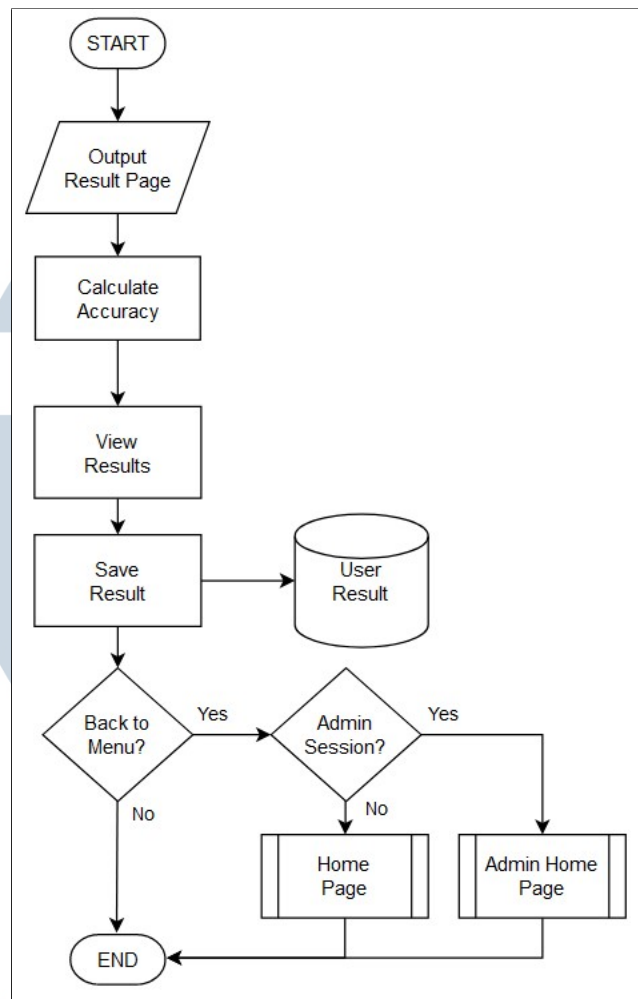 START
Output
Result Page
Calculate
Accuracy
View
Results
Save
Result
User
Result
Back to
Menu?
Yes
Admin
Session?
Yes
No
No
Home
Page
Admin Home
Page
END